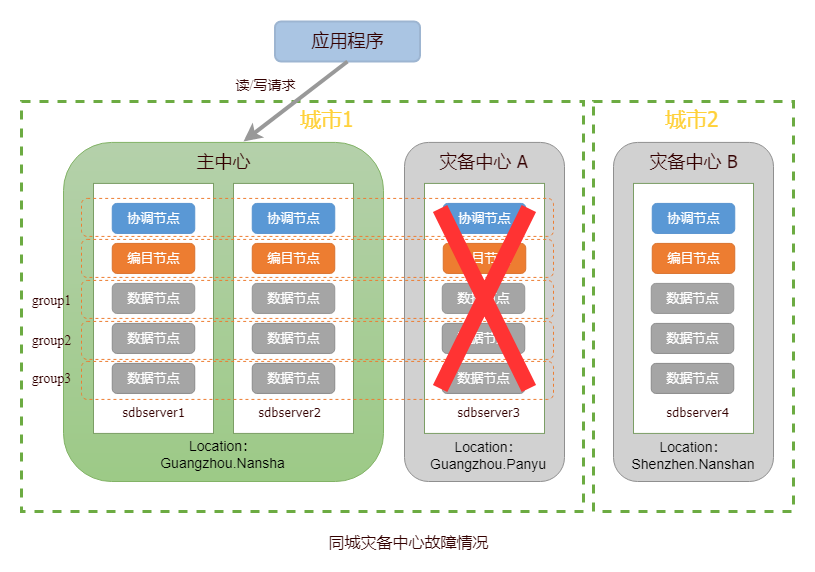 应用程序
读/写请求
城市1
城市2
主中心
灾备中心 A
灾备中心 B
协调节点
协调节点
协调节点
协调节点
编目节点
编目节点
编目节点
编目节点
group1
数据节点
数据节点
数据节点
数据节点
group2
数据节点
数据节点
数据节点
数据节点
group3
数据节点
数据节点
数据节点
数据节点
sdbserver1
sdbserver2
sdbserver3
sdbserver4
Location：
Guangzhou.Nansha
Location：
Guangzhou.Panyu
Location：
Shenzhen.Nanshan
同城灾备中心故障情况